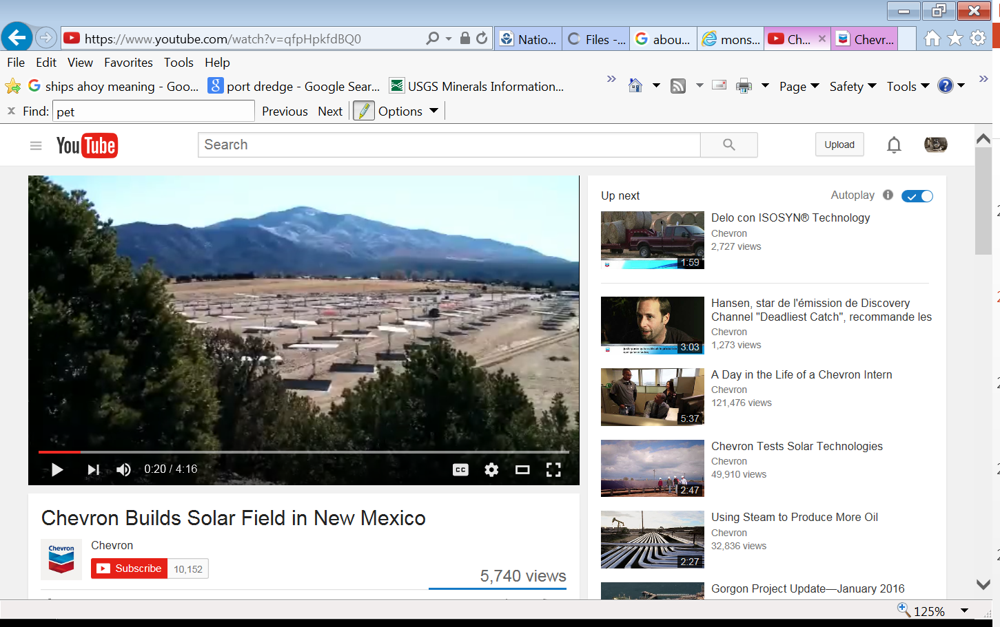 https://www.youtube.com/watch?v=qfpHpkfdBQ0
Natio...
Files -...
abou...
mons...
Ch...
Chevr...
File Edit View Favorites Tools Help
ships ahoy meaning - Goo...
port dredge - Google Sear...
USGS Minerals Information...
Page Safety Tools
Find: pet Previous Next Options
YouTube
Search
Upload
Up next
Autoplay
Delo con ISOSYN® Technology
Chevron
2,727 views
1:59
Hansen, star de l'émission de Discovery
Channel "Deadliest Catch", recommande les
Chevron
1,273 views
3:03
A Day in the Life of a Chevron Intern
Chevron
121,476 views
5:37
Chevron Tests Solar Technologies
Chevron
49,910 views
2:47
Using Steam to Produce More Oil
Chevron
32,836 views
2:27
Gorgon Project Update—January 2016
0:20 / 4:16
CC
Chevron Builds Solar Field in New Mexico
Chevron
Chevron
Subscribe 10,152
5,740 views
125%